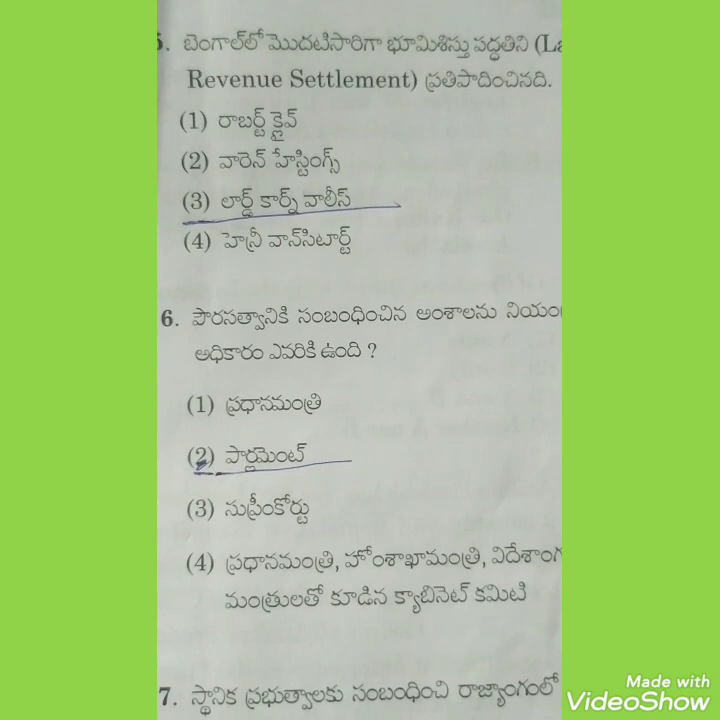 5. బెంగాల్‌లో మొదటిసారిగా భూమిశిస్తు పద్ధతిని (La
Revenue Settlement) ప్రతిపాదించినది.
(1) రాబర్ట్ క్లైవ్
(2) వారెన్ హేస్టింగ్స్
(3) లార్డ్ కార్న్ వాలీస్
(4) హెన్రీ వాన్‌సిటార్ట్
6. పౌరసత్వానికి సంబంధించిన అంశాలను నియం
అధికారం ఎవరికి ఉంది ?
(1) ప్రధానమంత్రి
(2) పార్లమెంట్
(3) సుప్రీంకోర్టు
(4) ప్రధానమంత్రి, హోంశాఖామంత్రి, విదేశాంగ
మంత్రులతో కూడిన క్యాబినెట్ కమిటి
7. స్థానిక ప్రభుత్వాలకు సంబంధించి రాజ్యాంగంలో
Made with
VideoShow